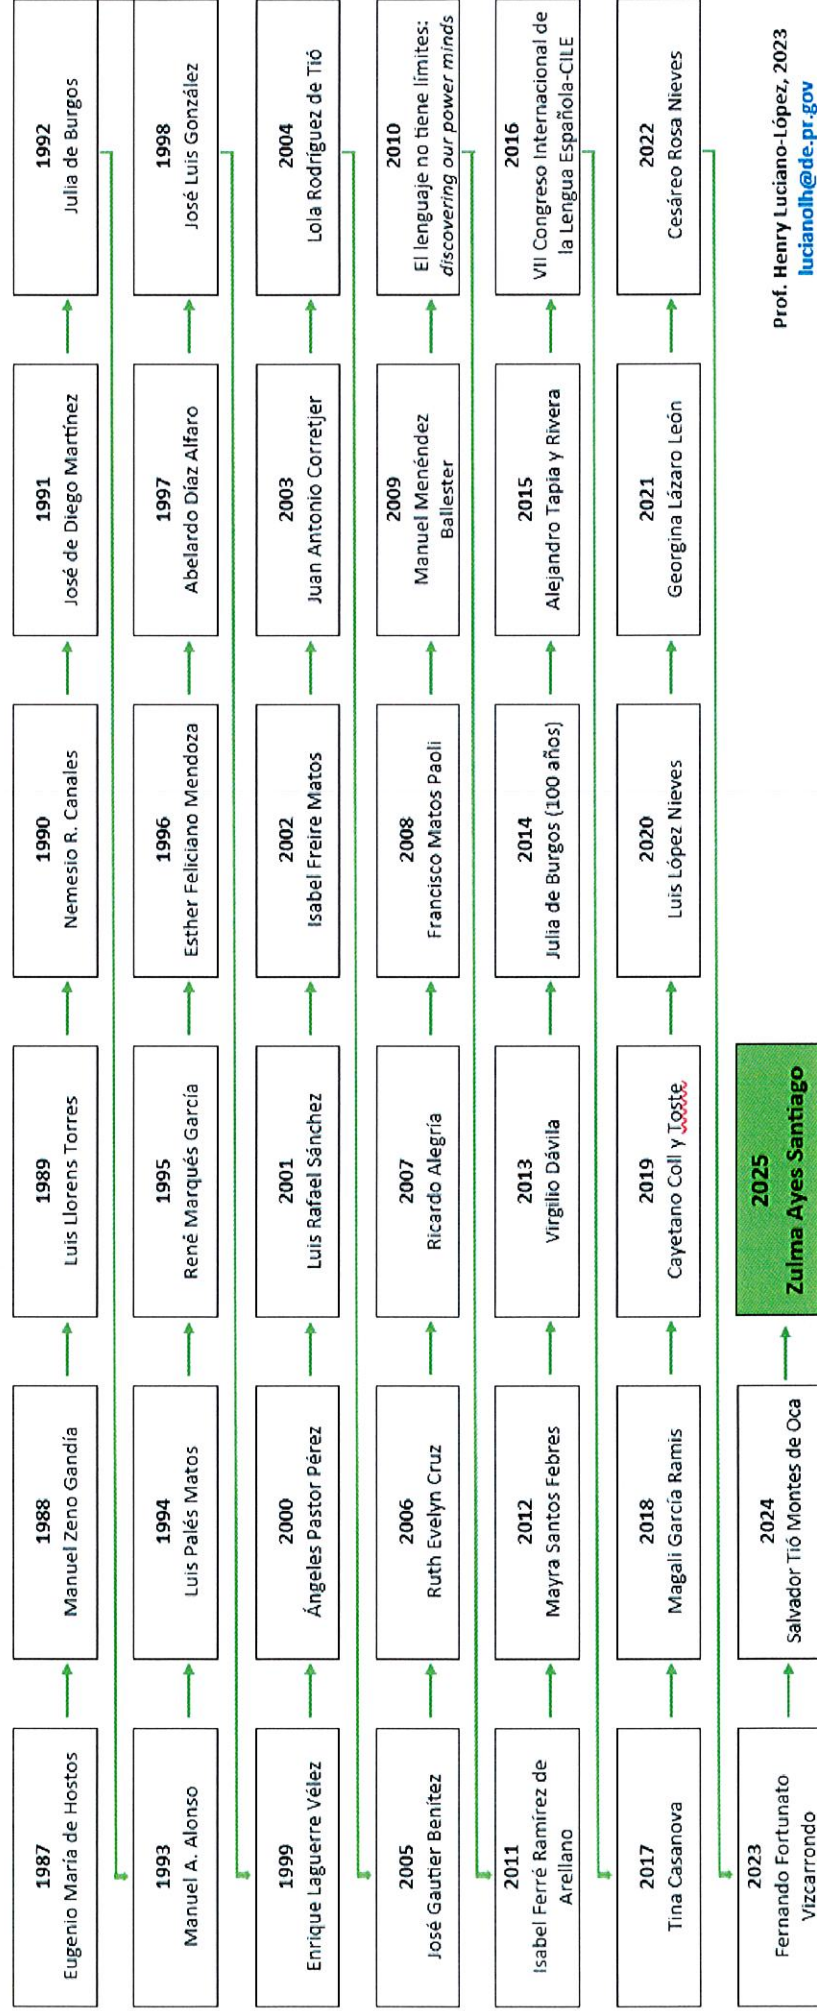 1987
Eugenio María de Hostos
1988
Manuel Zeno Gandía
1989
Luis Llorens Torres
1990
Nemesio R. Canales
1991
José de Diego Martínez
1992
Julia de Burgos
1993
Manuel A. Alonso
1994
Luis Palés Matos
1995
René Marqués García
1996
Esther Feliciano Mendoza
1997
Abelardo Díaz Alfaro
1998
José Luis González
1999
Enrique Laguerre Vélez
2000
Ángeles Pastor Pérez
2001
Luis Rafael Sánchez
2002
Isabel Freire Matos
2003
Juan Antonio Corretjer
2004
Lola Rodríguez de Tió
2005
José Gautier Benítez
2006
Ruth Evelyn Cruz
2007
Ricardo Alegría
2008
Francisco Matos Paoli
2009
Manuel Menéndez
Ballester
2010
El lenguaje no tiene límites:
discovering our power minds
2011
Isabel Ferré Ramírez de
Arellano
2012
Mayra Santos Febres
2013
Virgilio Dávila
2014
Julia de Burgos (100 años)
2015
Alejandro Tapia y Rivera
2016
VII Congreso Internacional de
la Lengua Española-CILE
2017
Tina Casanova
2018
Magali García Ramis
2019
Cayetano Coll y Toste
2020
Luis López Nieves
2021
Georgina Lázaro León
2022
Cesáreo Rosa Nieves
2023
Fernando Fortunato
Vizcarrondo
2024
Salvador Tió Montes de Oca
2025
Zulma Ayes Santiago
Prof. Henry Luciano-López, 2023
lucianolh@de.pr.gov